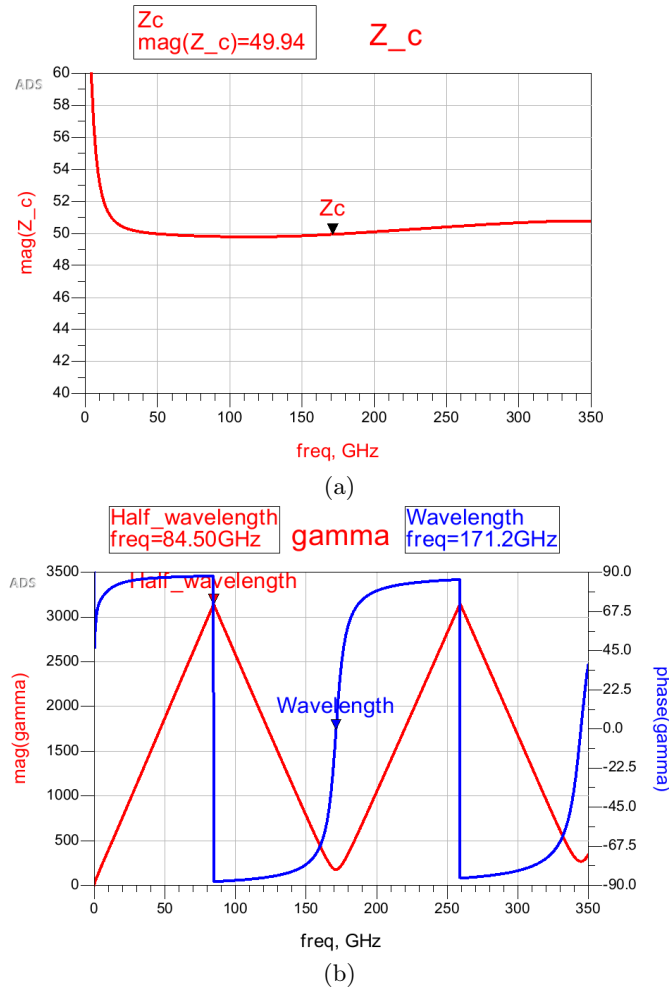 Zc
mag(Z_c)=49.94
Z_c
ADS
60
58
56
54
52
50
48
46
44
42
40
mag(Z_c)
Zc
0 50 100 150 200 250 300 350
freq, GHz
(a)
Half_wavelength
freq=84.50GHz
gamma
Wavelength
freq=171.2GHz
ADS
3500
3000
2500
2000
1500
1000
500
0
mag(gamma)
Half_wavelength
Wavelength
90.0
67.5
45.0
22.5
-0.0
-22.5
-45.0
-67.5
-90.0
phase(gamma)
0 50 100 150 200 250 300 350
freq, GHz
(b)